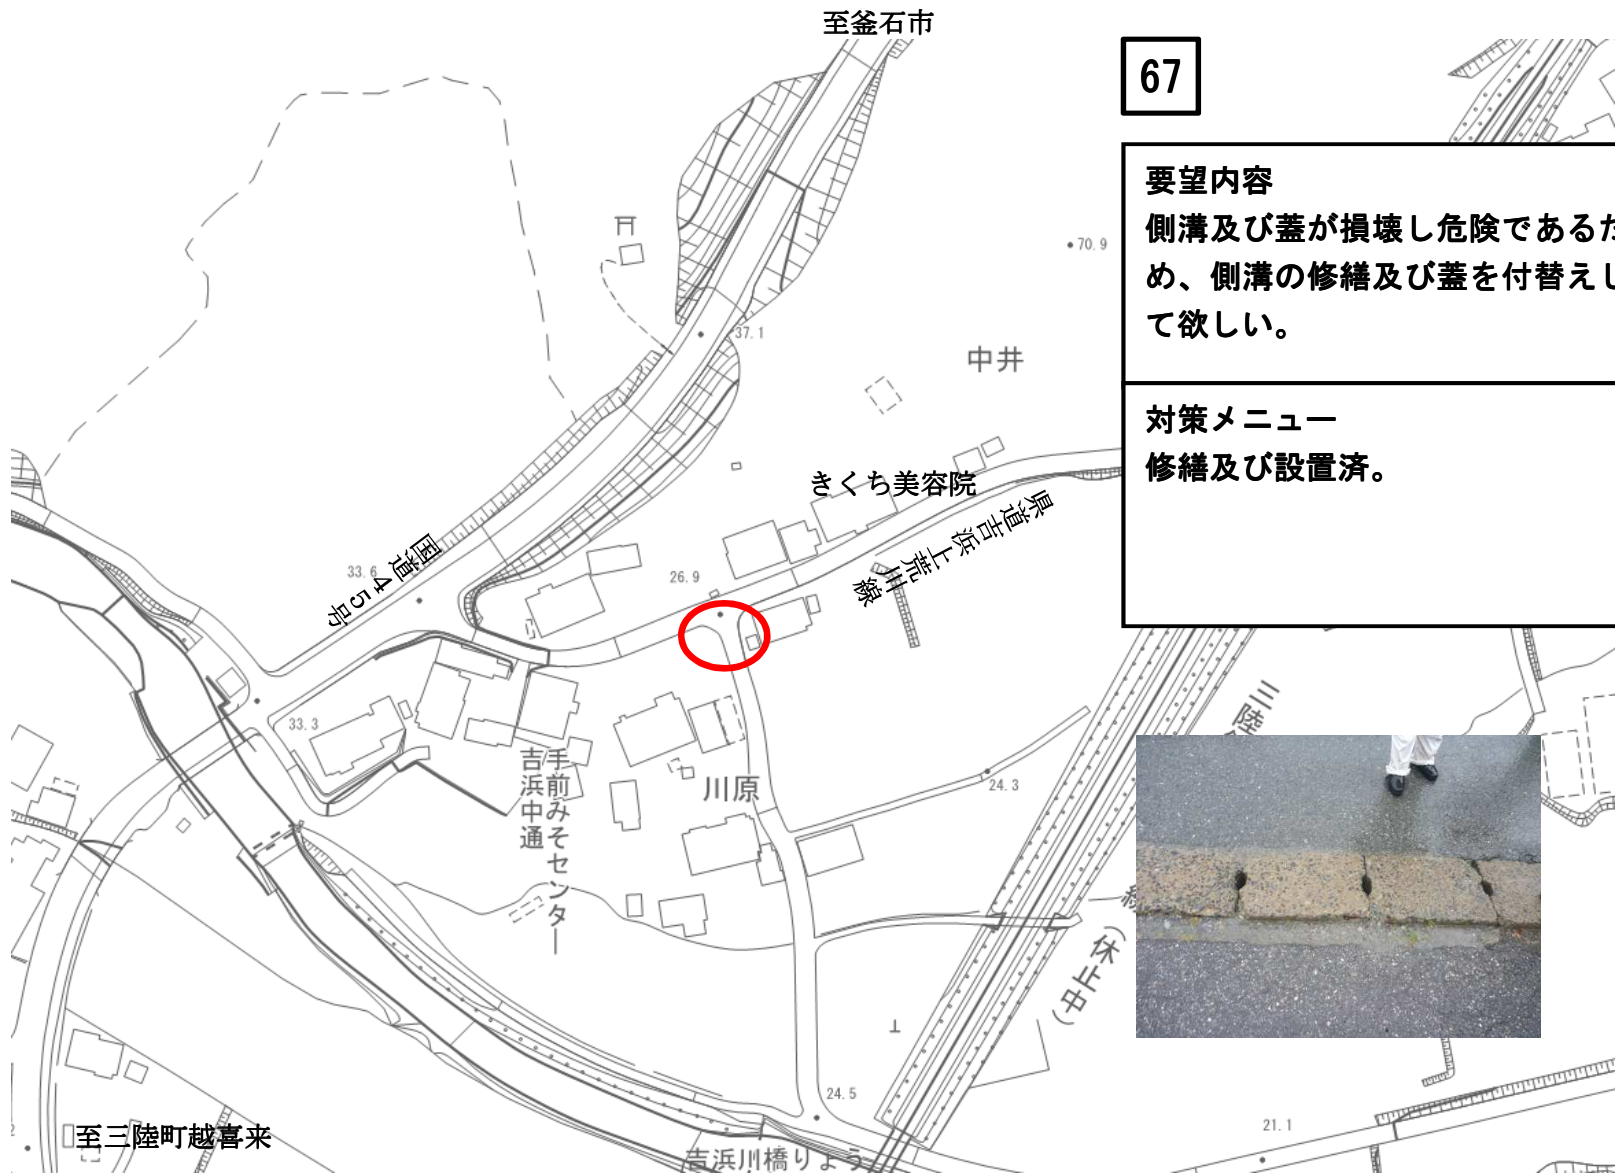 至釜石市
67
要望内容
側溝及び蓋が損壊し危険であるた
め、側溝の修繕及び蓋を付替えし
て欲しい。
対策メニュー
修繕及び設置済。
70.9
37.1
中井
きくち美容院
県道吉浜上荒川線
国道45号
33.6
26.9
33.3
手前みそセンター
吉浜中通
川原
24.3
三陸
線
(休止中)
24.5
21.1
至三陸町越喜来
吉浜川橋りょう